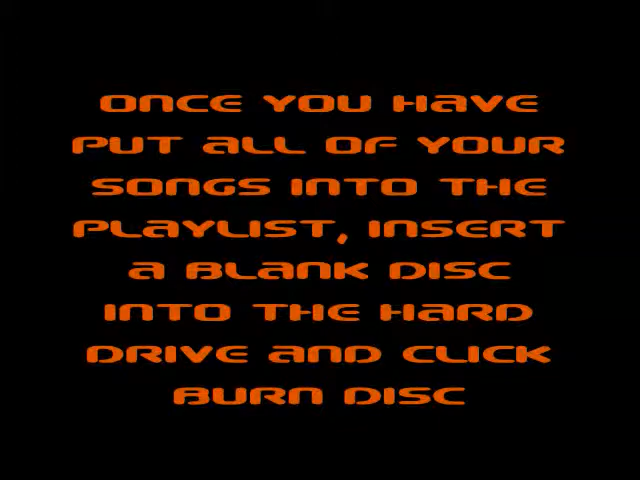 ONCE YOU HAVE
PUT ALL OF YOUR
SONGS INTO THE
PLAYLIST, INSERT
A BLANK DISC
INTO THE HARD
DRIVE AND CLICK
BURN DISC